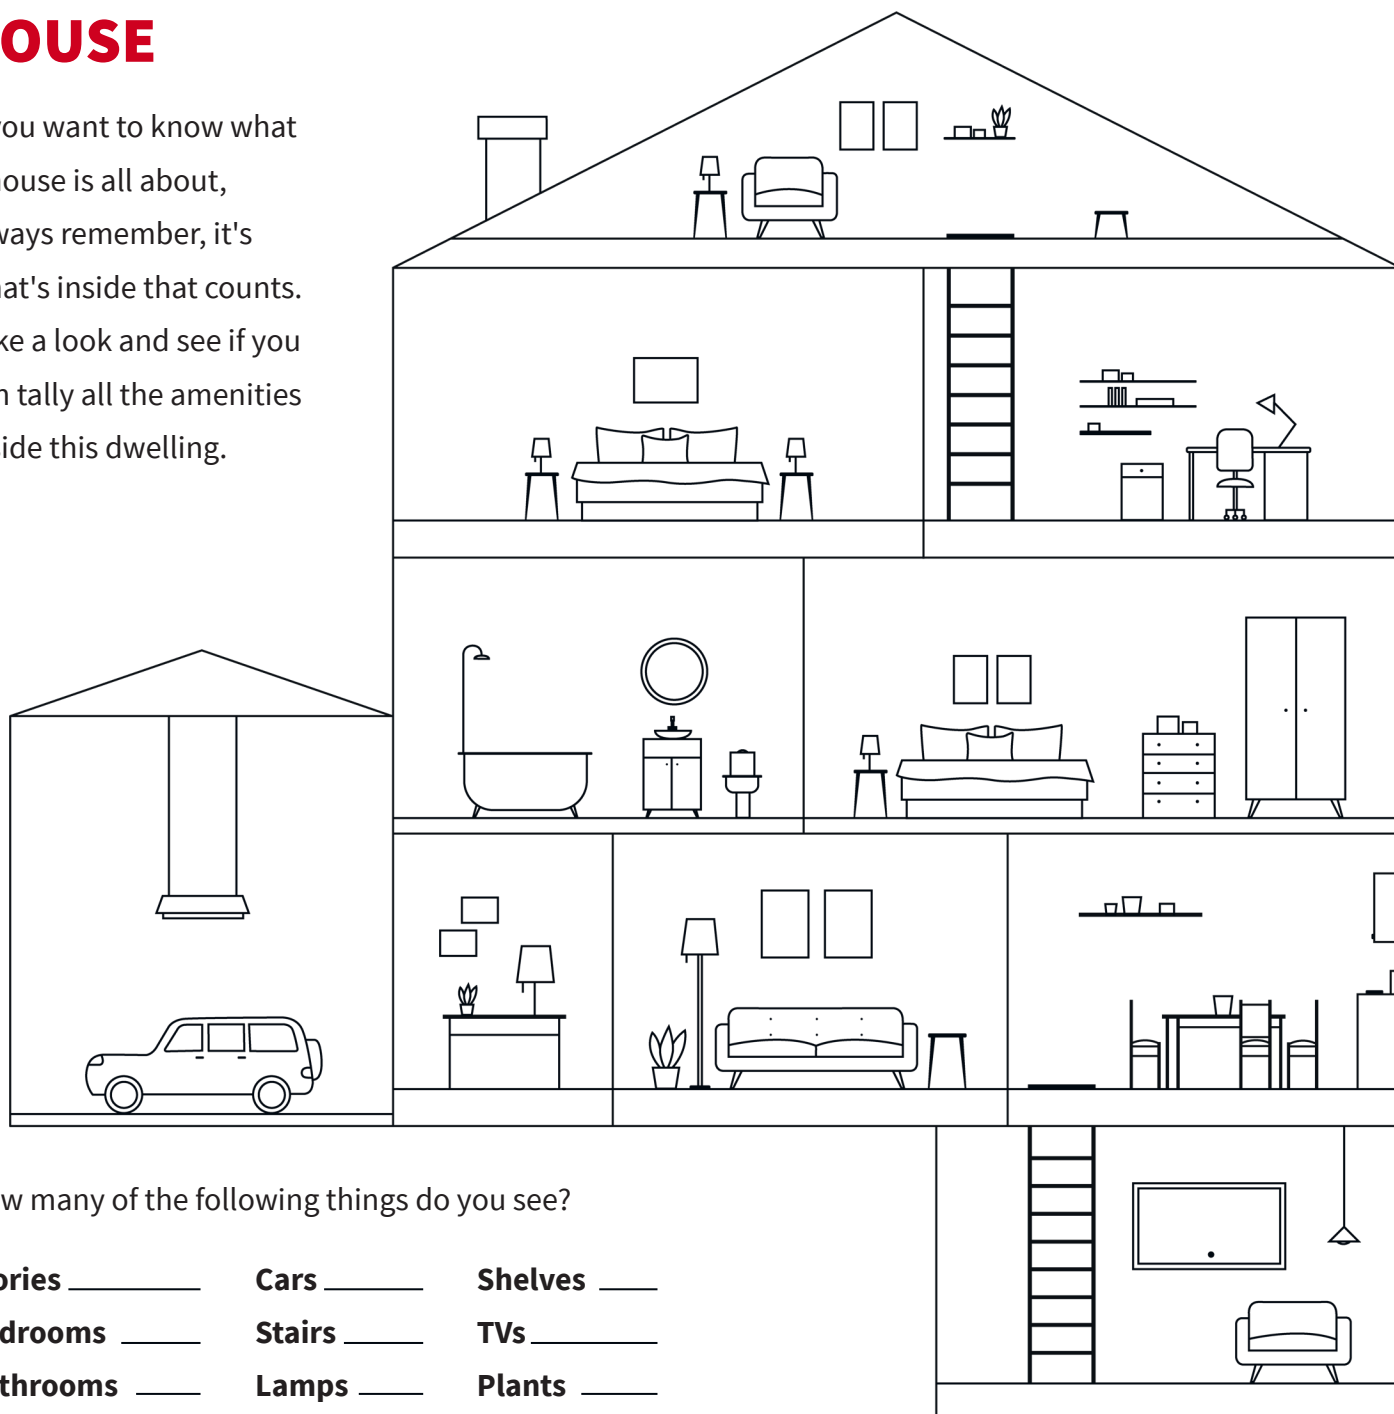 OUSE
you want to know what
ouse is all about,
ways remember, it's
at's inside that counts.
ke a look and see if you
n tally all the amenities
ide this dwelling.
w many of the following things do you see?
ories
Cars
Shelves
drooms
Stairs
TVs
throoms
Lamps
Plants